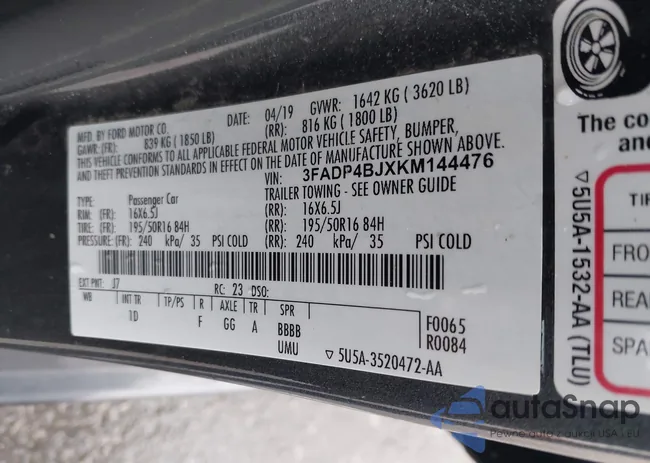 MFD. BY FORD MOTOR CO.
DATE: 04/19 GVWR: 1642 KG ( 3620 LB)
GAWR: (FR): 839 KG ( 1850 LB) (RR): 816 KG ( 1800 LB)
THIS VEHICLE CONFORMS TO ALL APPLICABLE FEDERAL MOTOR VEHICLE SAFETY, BUMPER,
AND THEFT PREVENTION STANDARDS IN EFFECT ON THE DATE OF MANUFACTURE SHOWN ABOVE.
VIN: 3FADP4BJXKM144476
TYPE: Passenger Car TRAILER TOWING - SEE OWNER GUIDE
RIM: (FR): 16X6.5J (RR): 16X6.5J
TIRE: (FR): 195/50R16 84H (RR): 195/50R16 84H
PRESSURE: (FR): 240 kPa/ 35 PSI COLD (RR): 240 kPa/ 35 PSI COLD
EXT PNT: J7 RC: 23 DSO:
WB INT TR TP/PS R AXLE TR SPR
1D F GG A BBBB F0065
UMU R0084
▽5U5A-3520472-AA
The co
and
TI
FRO
REA
SPA
▽5U5A-1532-AA (TLU)
autoSnap